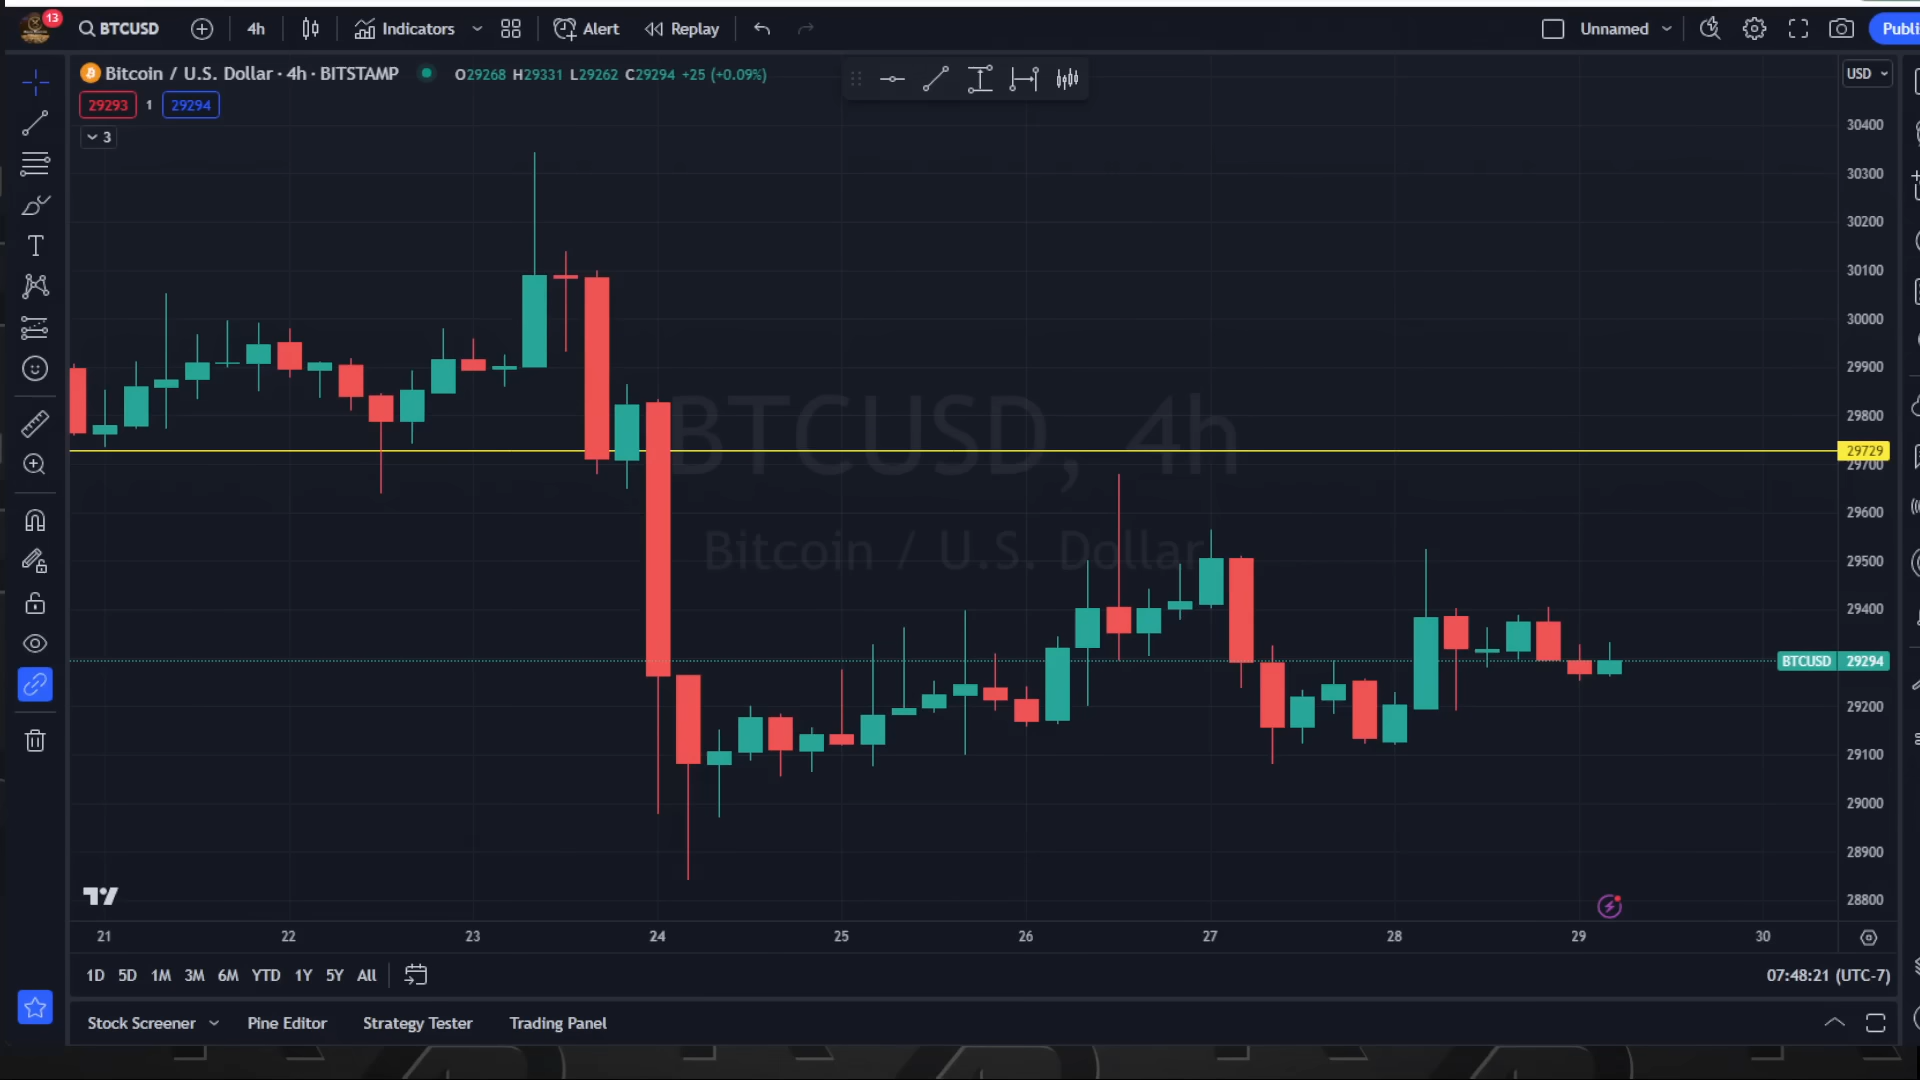 13
BTCUSD
4h
Indicators
Alert
Replay
Unnamed
Publi
Bitcoin / U.S. Dollar · 4h · BITSTAMP
O29268 H29331 L29262 C29294 +25 (+0.09%)
USD
29293 1 29294
3
30400
30300
30200
30100
30000
29900
29800
29729
29700
29600
29500
29400
BTCUSD 29294
29200
29100
29000
28900
28800
BTCUSD, 4h
Bitcoin / U.S. Dollar
21 22 23 24 25 26 27 28 29 30
1D 5D 1M 3M 6M YTD 1Y 5Y All
07:48:21 (UTC-7)
Stock Screener Pine Editor Strategy Tester Trading Panel